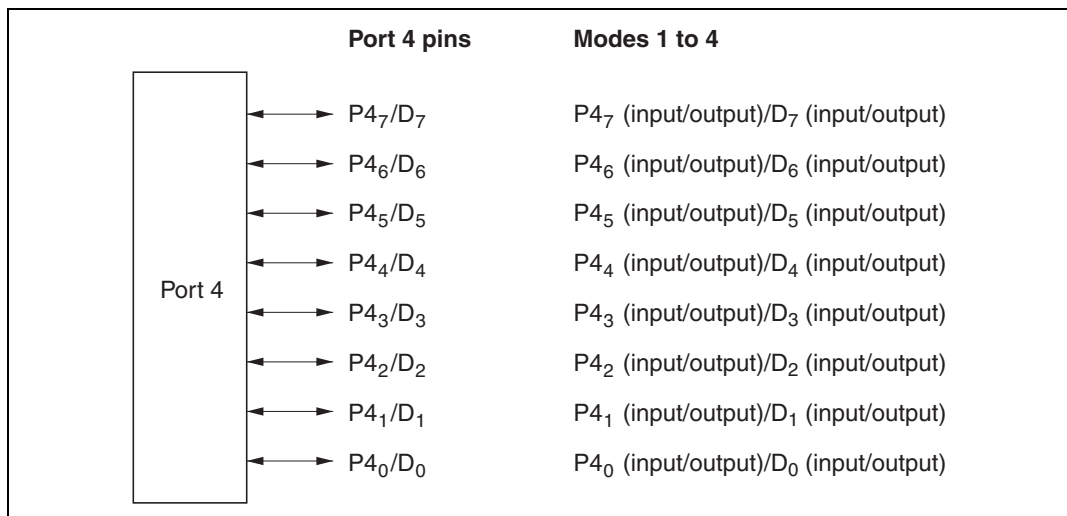 Port 4 pins Modes 1 to 4
P4₇/D₇ P4₇ (input/output)/D₇ (input/output)
P4₆/D₆ P4₆ (input/output)/D₆ (input/output)
P4₅/D₅ P4₅ (input/output)/D₅ (input/output)
P4₄/D₄ P4₄ (input/output)/D₄ (input/output)
Port 4
P4₃/D₃ P4₃ (input/output)/D₃ (input/output)
P4₂/D₂ P4₂ (input/output)/D₂ (input/output)
P4₁/D₁ P4₁ (input/output)/D₁ (input/output)
P4₀/D₀ P4₀ (input/output)/D₀ (input/output)